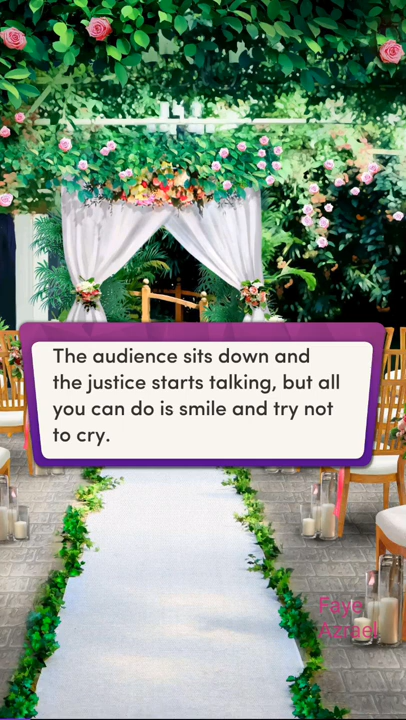 The audience sits down and
the justice starts talking, but all
you can do is smile and try not
to cry.
Faye
Azrael